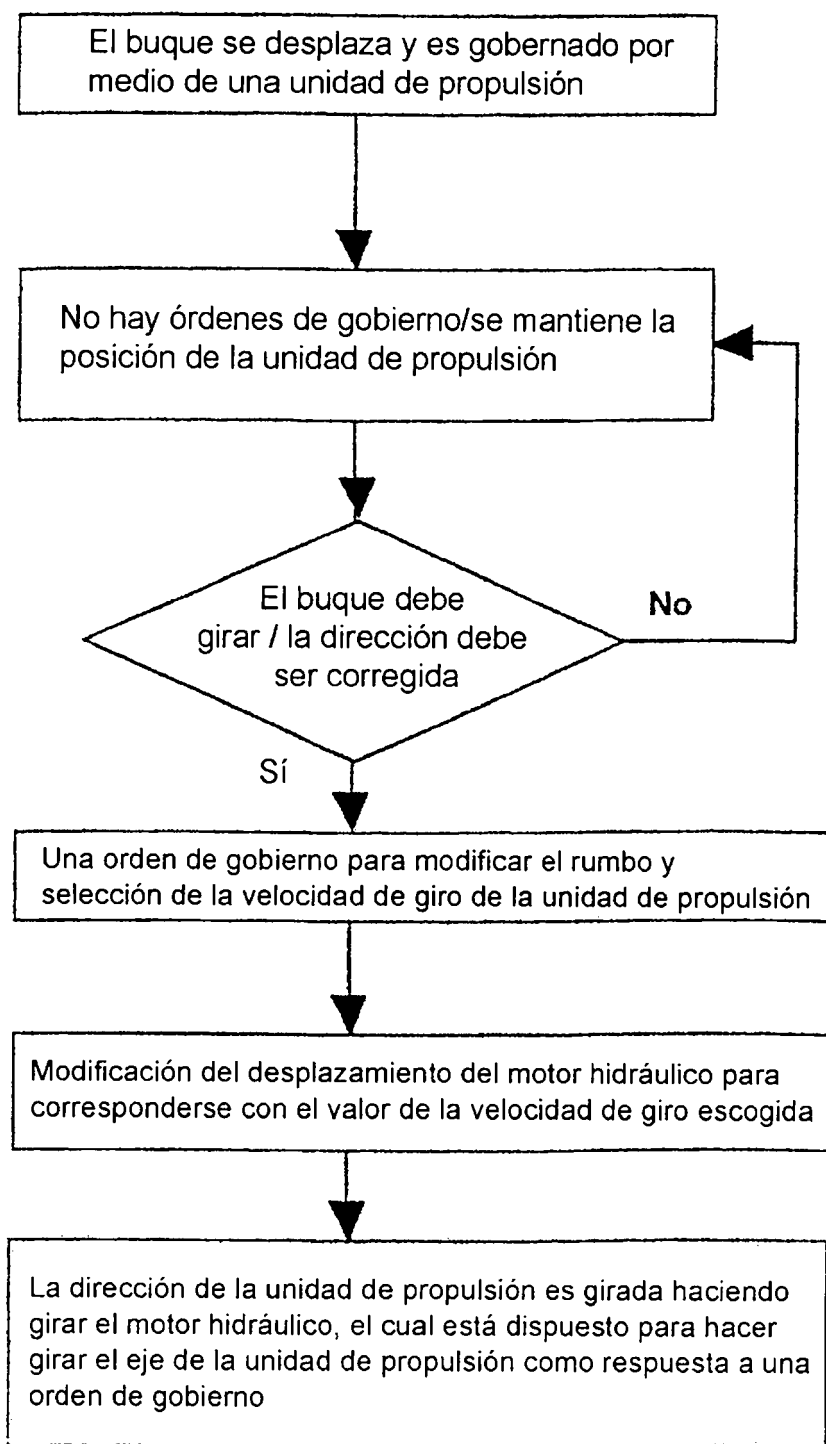 El buque se desplaza y es gobernado por
medio de una unidad de propulsión
No hay órdenes de gobierno/se mantiene la
posición de la unidad de propulsión
El buque debe
girar / la dirección debe
ser corregida
No
Sí
Una orden de gobierno para modificar el rumbo y
selección de la velocidad de giro de la unidad de propulsión
Modificación del desplazamiento del motor hidráulico para
corresponderse con el valor de la velocidad de giro escogida
La dirección de la unidad de propulsión es girada haciendo
girar el motor hidráulico, el cual está dispuesto para hacer
girar el eje de la unidad de propulsión como respuesta a una
orden de gobierno